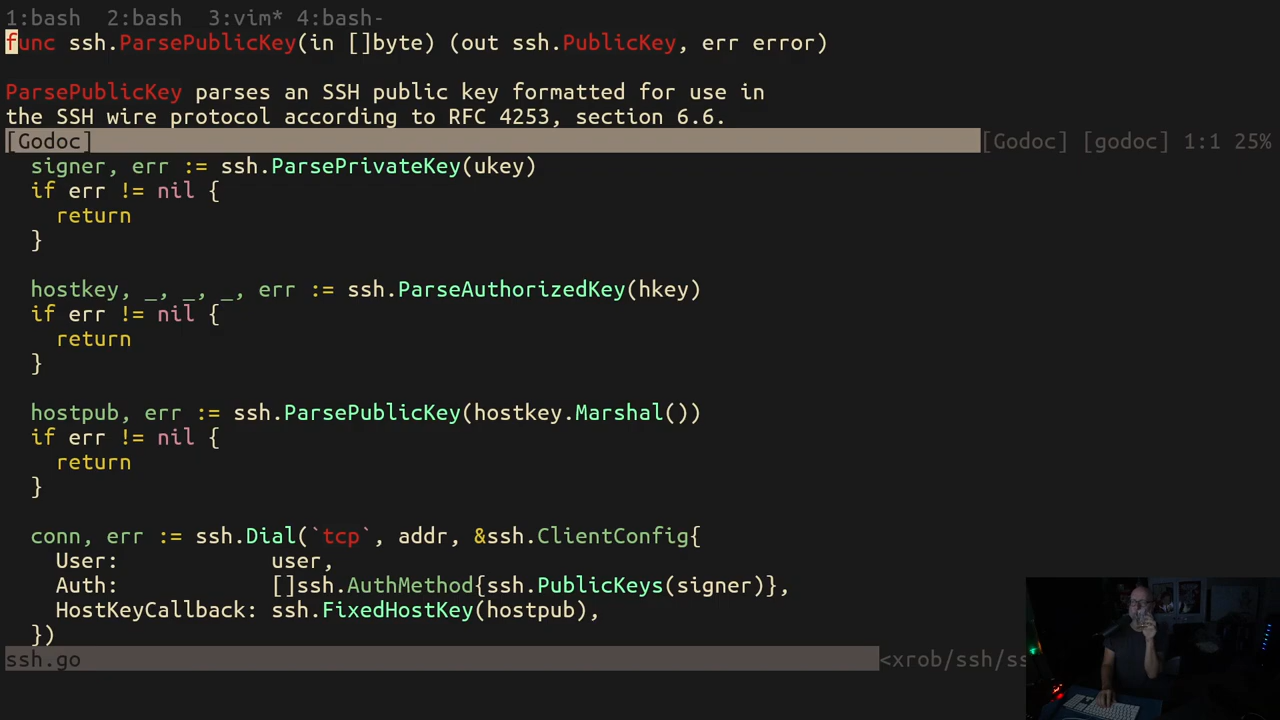 1:bash  2:bash  3:vim* 4:bash-
func ssh.ParsePublicKey(in []byte) (out ssh.PublicKey, err error)
ParsePublicKey parses an SSH public key formatted for use in
the SSH wire protocol according to RFC 4253, section 6.6.
[Godoc] [Godoc] [godoc] 1:1 25%
  signer, err := ssh.ParsePrivateKey(ukey)
  if err != nil {
    return
  }
  hostkey, _, _, _, err := ssh.ParseAuthorizedKey(hkey)
  if err != nil {
    return
  }
  hostpub, err := ssh.ParsePublicKey(hostkey.Marshal())
  if err != nil {
    return
  }
  conn, err := ssh.Dial(`tcp`, addr, &ssh.ClientConfig{
    User:            user,
    Auth:            []ssh.AuthMethod{ssh.PublicKeys(signer)},
    HostKeyCallback: ssh.FixedHostKey(hostpub),
  })
ssh.go <xrob/ssh/ss